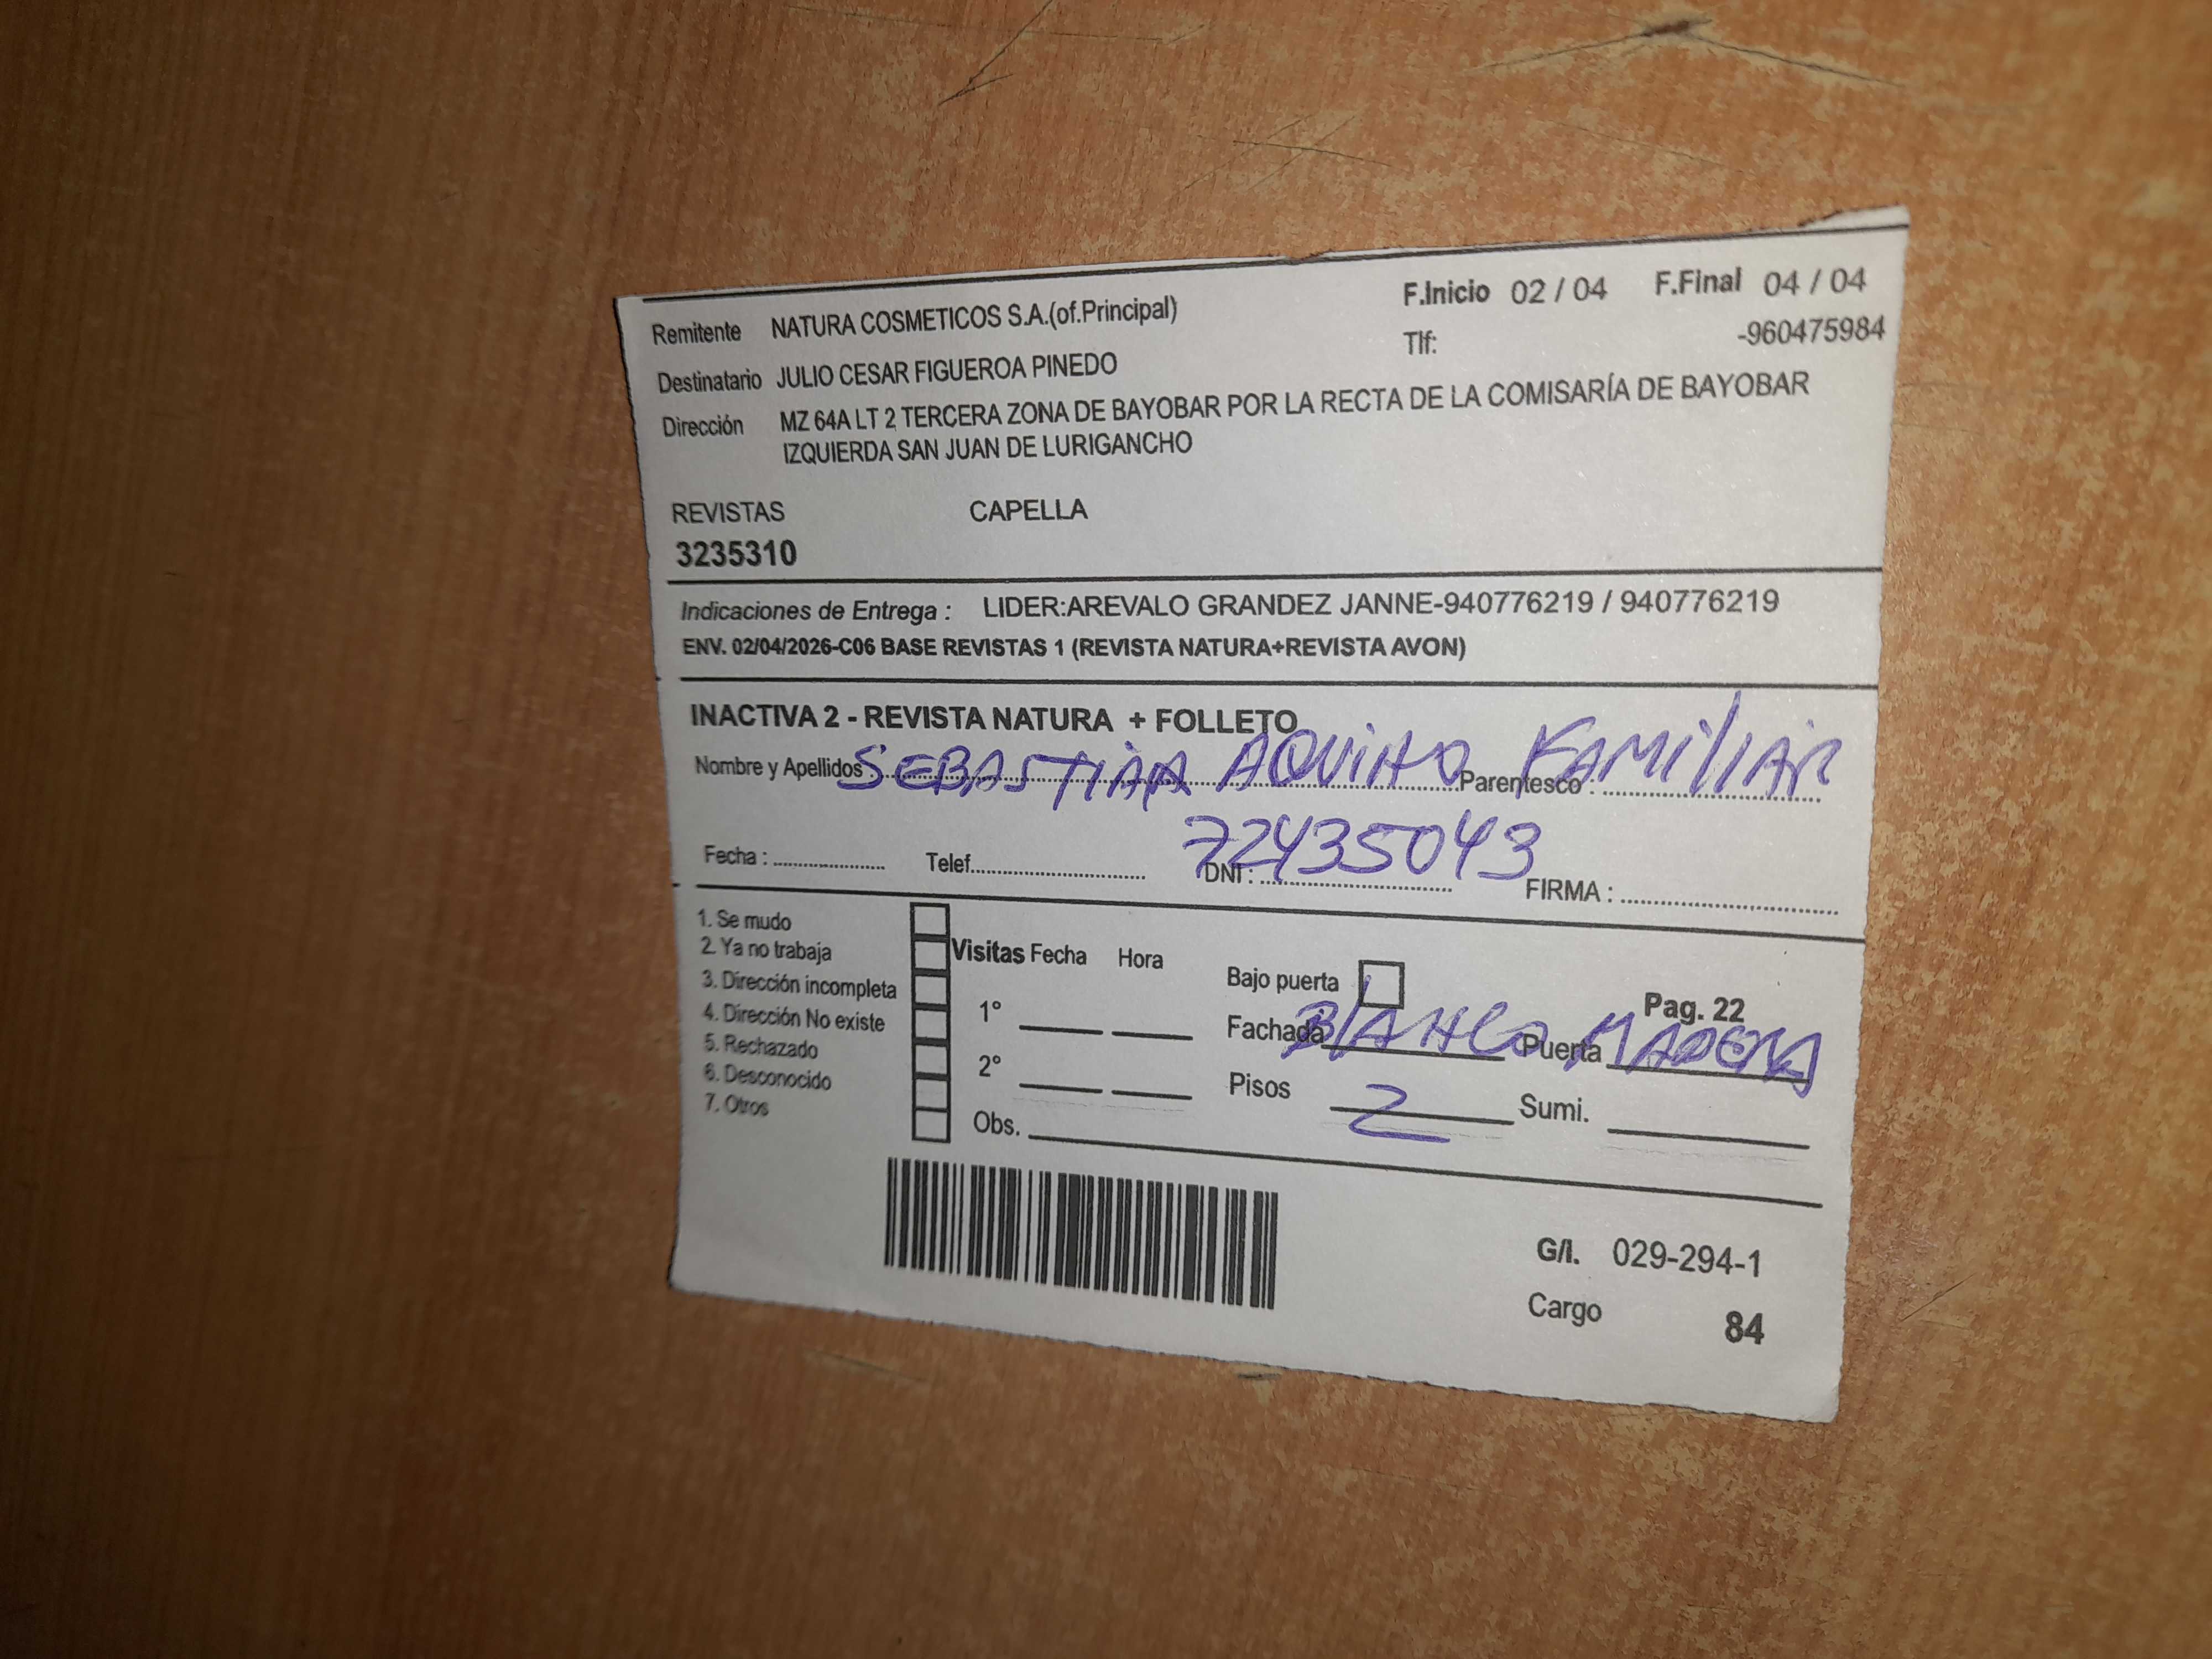 Remitente NATURA COSMETICOS S.A.(of.Principal) F.Inicio 02 / 04 F.Final 04 / 04
Tlf: -960475984
Destinatario JULIO CESAR FIGUEROA PINEDO
Dirección MZ 64A LT 2 TERCERA ZONA DE BAYOBAR POR LA RECTA DE LA COMISARÍA DE BAYOBAR
IZQUIERDA SAN JUAN DE LURIGANCHO
REVISTAS CAPELLA
3235310
Indicaciones de Entrega : LIDER:AREVALO GRANDEZ JANNE-940776219 / 940776219
ENV. 02/04/2026-C06 BASE REVISTAS 1 (REVISTA NATURA+REVISTA AVON)
INACTIVA 2 - REVISTA NATURA + FOLLETO
Nombre y Apellidos : SEBASTIAN AQUINO Parentesco : FAMILIAR
Fecha : Telef. DNI : 72435043 FIRMA :
1. Se mudo
2. Ya no trabaja
3. Dirección incompleta
4. Dirección No existe
5. Rechazado
6. Desconocido
7. Otros
Visitas Fecha Hora
1°
2°
Obs.
Bajo puerta
Pag. 22
Fachada BLANCO Puerta MADERA
Pisos 2 Sumi.
G/l. 029-294-1
Cargo 84